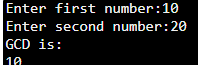 Enter first number:10
Enter second number:20
GCD is:
10